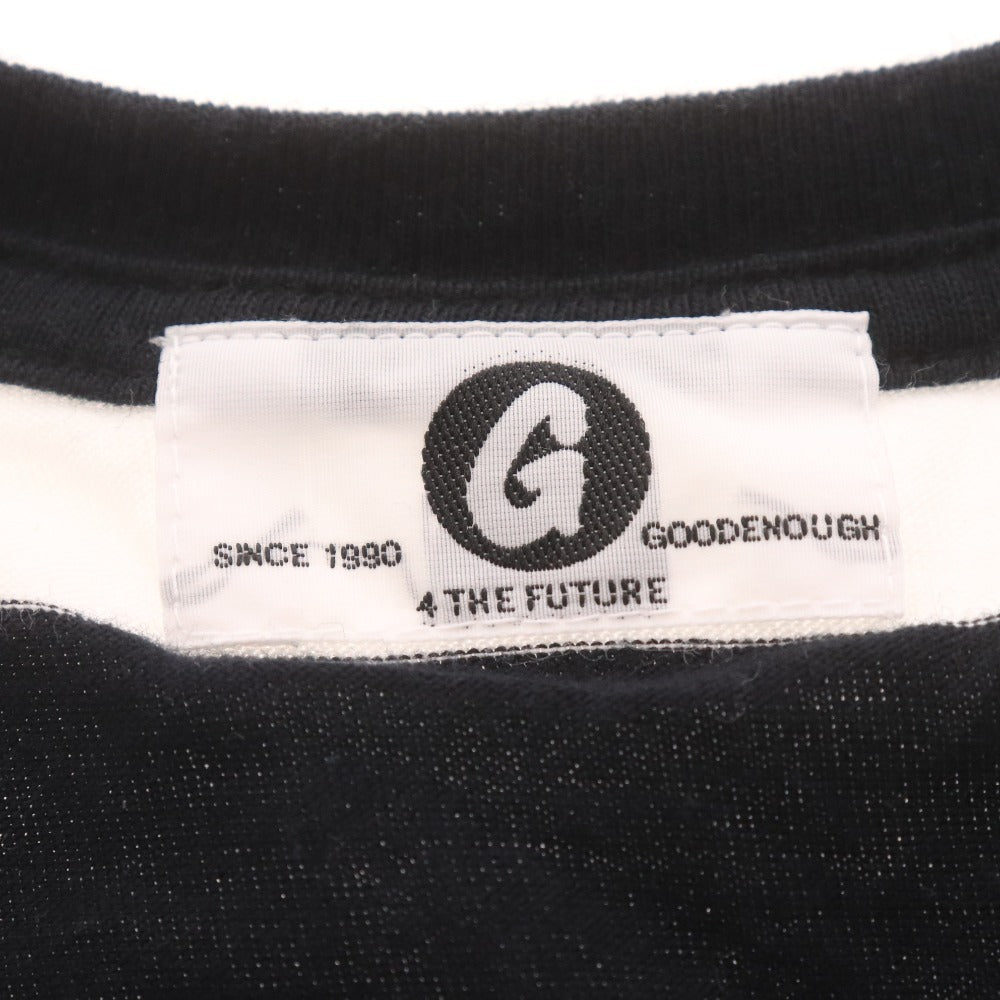 G
SINCE 1990
GOODENOUGH
4 THE FUTURE